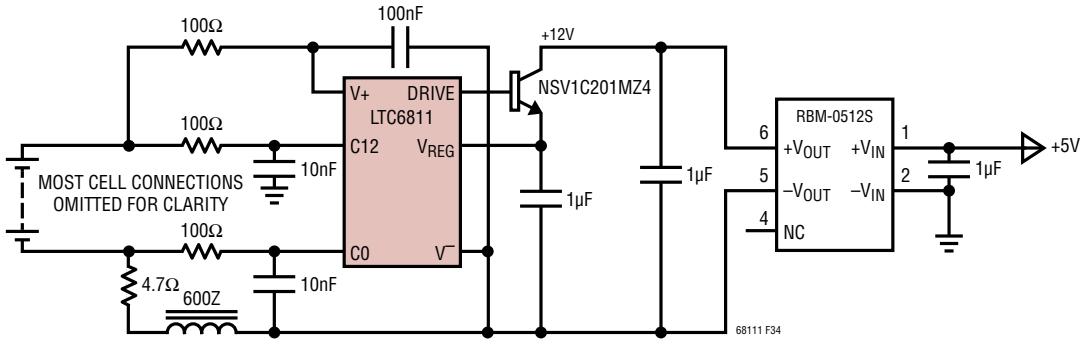 100Ω
100nF
+12V
NSV1C201MZ4
V+
DRIVE
LTC6811
RBM-0512S
100Ω
C12
VREG
6
+VOUT
+VIN
1
+5V
10nF
1µF
1µF
1µF
MOST CELL CONNECTIONS
OMITTED FOR CLARITY
5
–VOUT
–VIN
2
4
NC
100Ω
C0
V–
4.7Ω
600Z
10nF
68111 F34